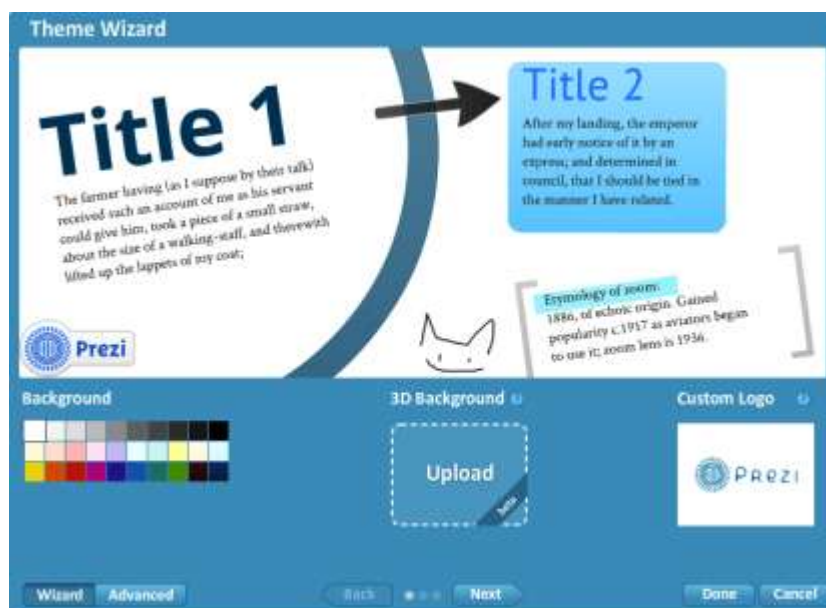 Theme Wizard
Title 1
The farmer having (as I suppose by their talk)
received such an account of me as his servant
could give him, took a piece of a small straw,
about the size of a walking-staff, and therewith
lifted up the lappets of my coat;
Title 2
After my landing, the emperor
had early notice of it by an
express; and determined in
council, that I should be tied in
the manner I have related.
Etymology of zoom:
1886, of echoic origin. Gained
popularity c.1917 as aviators began
to use it; zoom lens is 1936.
Prezi
Background
3D Background
Custom Logo
Upload
beta
PREZI
Wizard
Advanced
Back
Next
Done
Cancel